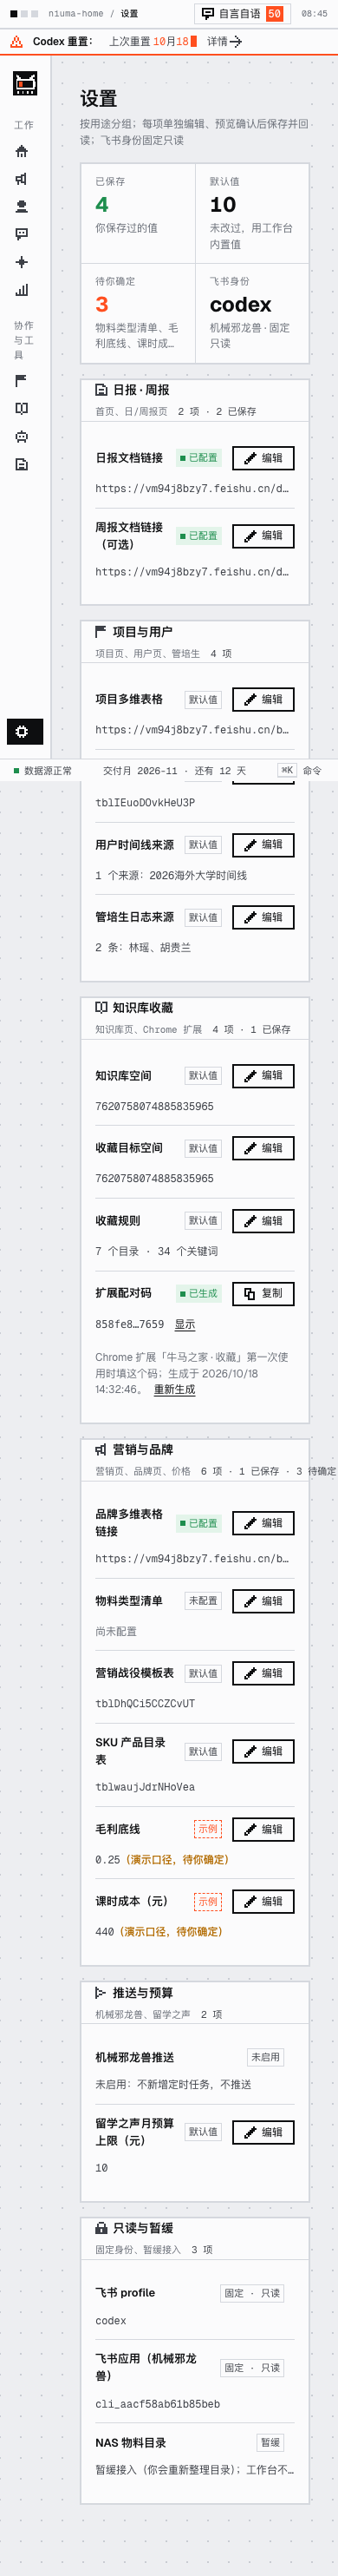 niuma-home / 设置
自言自语 50
08:45
Codex 重置： 上次重置 10月18 详情
设置
按用途分组；每项单独编辑、预览确认后保存并回
读；飞书身份固定只读
工作
协作
与工
具
已保存
4
你保存过的值
默认值
10
未改过，用工作台
内置值
待你确定
3
物料类型清单、毛
利底线、课时成…
飞书身份
codex
机械邪龙兽 · 固定
只读
日报 · 周报
首页、日/周报页 2 项 · 2 已保存
日报文档链接 已配置 编辑
https://vm94j8bzy7.feishu.cn/d…
周报文档链接
（可选） 已配置 编辑
https://vm94j8bzy7.feishu.cn/d…
项目与用户
项目页、用户页、管培生 4 项
项目多维表格 默认值 编辑
https://vm94j8bzy7.feishu.cn/b…
数据源正常 交付月 2026-11 · 还有 12 天 ⌘K 命令
tblIEuoDOvkHeU3P
用户时间线来源 默认值 编辑
1 个来源：2026海外大学时间线
管培生日志来源 默认值 编辑
2 条：林瑶、胡贵兰
知识库收藏
知识库页、Chrome 扩展 4 项 · 1 已保存
知识库空间 默认值 编辑
7620758074885835965
收藏目标空间 默认值 编辑
7620758074885835965
收藏规则 默认值 编辑
7 个目录 · 34 个关键词
扩展配对码 已生成 复制
858fe8…7659 显示
Chrome 扩展「牛马之家 · 收藏」第一次使
用时填这个码；生成于 2026/10/18
14:32:46。 重新生成
营销与品牌
营销页、品牌页、价格 6 项 · 1 已保存 · 3 待确定
品牌多维表格
链接 已配置 编辑
https://vm94j8bzy7.feishu.cn/b…
物料类型清单 未配置 编辑
尚未配置
营销战役模板表 默认值 编辑
tblDhQCi5CCZCvUT
SKU 产品目录
表 默认值 编辑
tblwaujJdrNHoVea
毛利底线 示例 编辑
0.25（演示口径，待你确定）
课时成本（元） 示例 编辑
440（演示口径，待你确定）
推送与预算
机械邪龙兽、留学之声 2 项
机械邪龙兽推送 未启用
未启用：不新增定时任务，不推送
留学之声月预算
上限（元） 默认值 编辑
10
只读与暂缓
固定身份、暂缓接入 3 项
飞书 profile 固定 · 只读
codex
飞书应用（机械邪龙
兽） 固定 · 只读
cli_aacf58ab61b85beb
NAS 物料目录 暂缓
暂缓接入（你会重新整理目录）；工作台不…